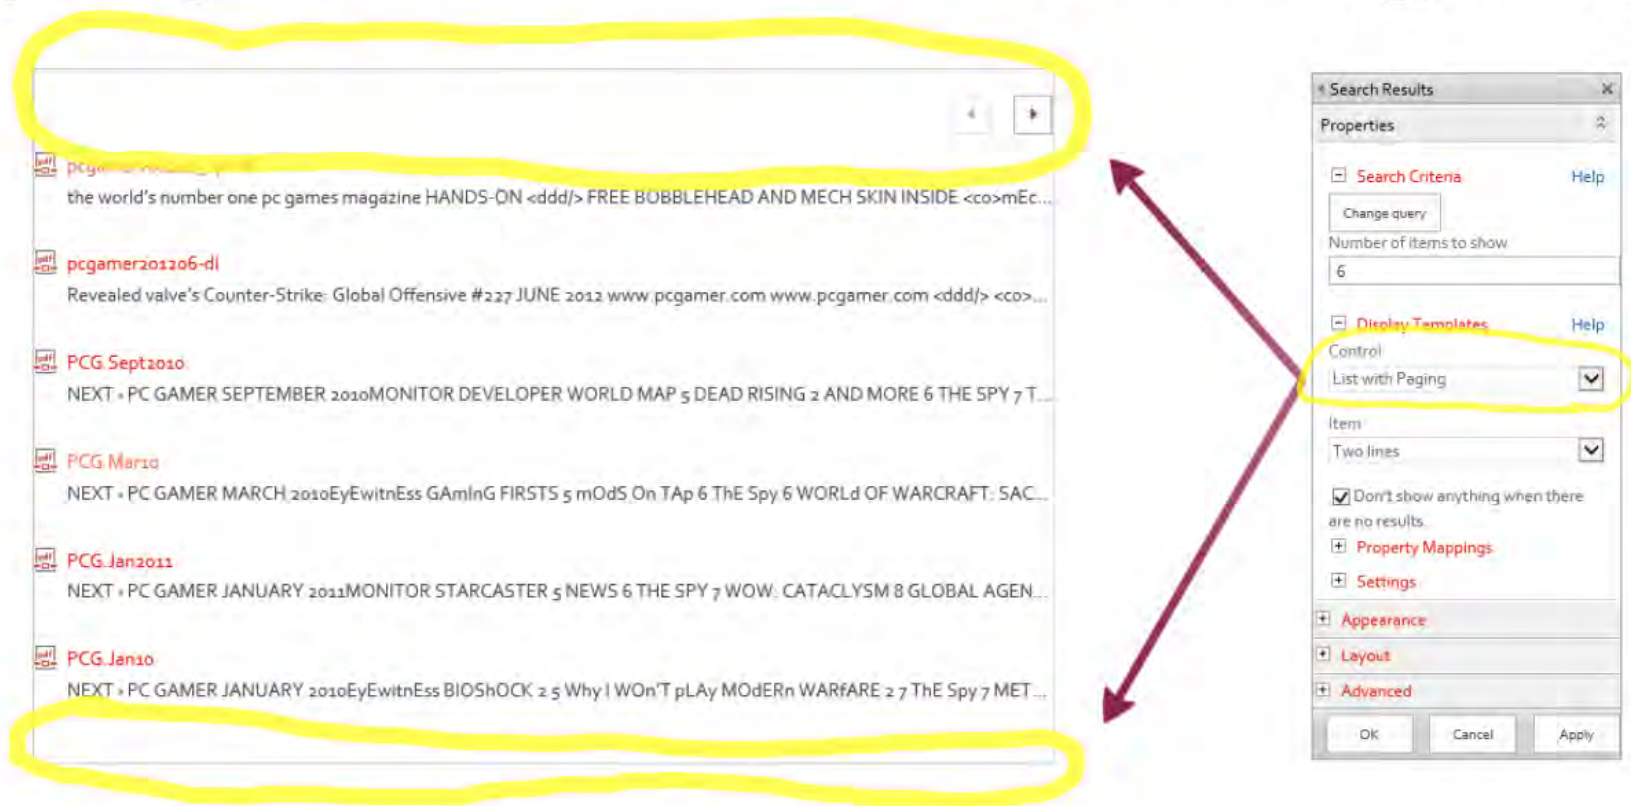 the world's number one pc games magazine HANDS-ON <ddd/> FREE BOBBLEHEAD AND MECH SKIN INSIDE <co>mEc...
pcgamer201206-dl
Revealed valve's Counter-Strike: Global Offensive #227 JUNE 2012 www.pcgamer.com www.pcgamer.com <ddd/> <co>...
PCG.Sept2010
NEXT » PC GAMER SEPTEMBER 2010MONITOR DEVELOPER WORLD MAP 5 DEAD RISING 2 AND MORE 6 THE SPY 7 T...
PCG.Mar10
NEXT » PC GAMER MARCH 2010EyEwitnEss GAmInG FIRSTS 5 mOdS On TAp 6 ThE Spy 6 WORLd OF WARCRAFT: SAC...
PCG.Jan2011
NEXT » PC GAMER JANUARY 2011MONITOR STARCASTER 5 NEWS 6 THE SPY 7 WOW: CATACLYSM 8 GLOBAL AGEN...
PCG.Jan10
NEXT » PC GAMER JANUARY 2010EyEwitnEss BIOShOCK 2 5 Why I WOn'T pLAy MOdERn WARfARE 2 7 ThE Spy 7 MET...
Search Results
Properties
Search Criteria Help
Change query
Number of items to show
6
Display Templates Help
Control
List with Paging
Item
Two lines
Don't show anything when there
are no results.
Property Mappings
Settings
Appearance
Layout
Advanced
OK Cancel Apply